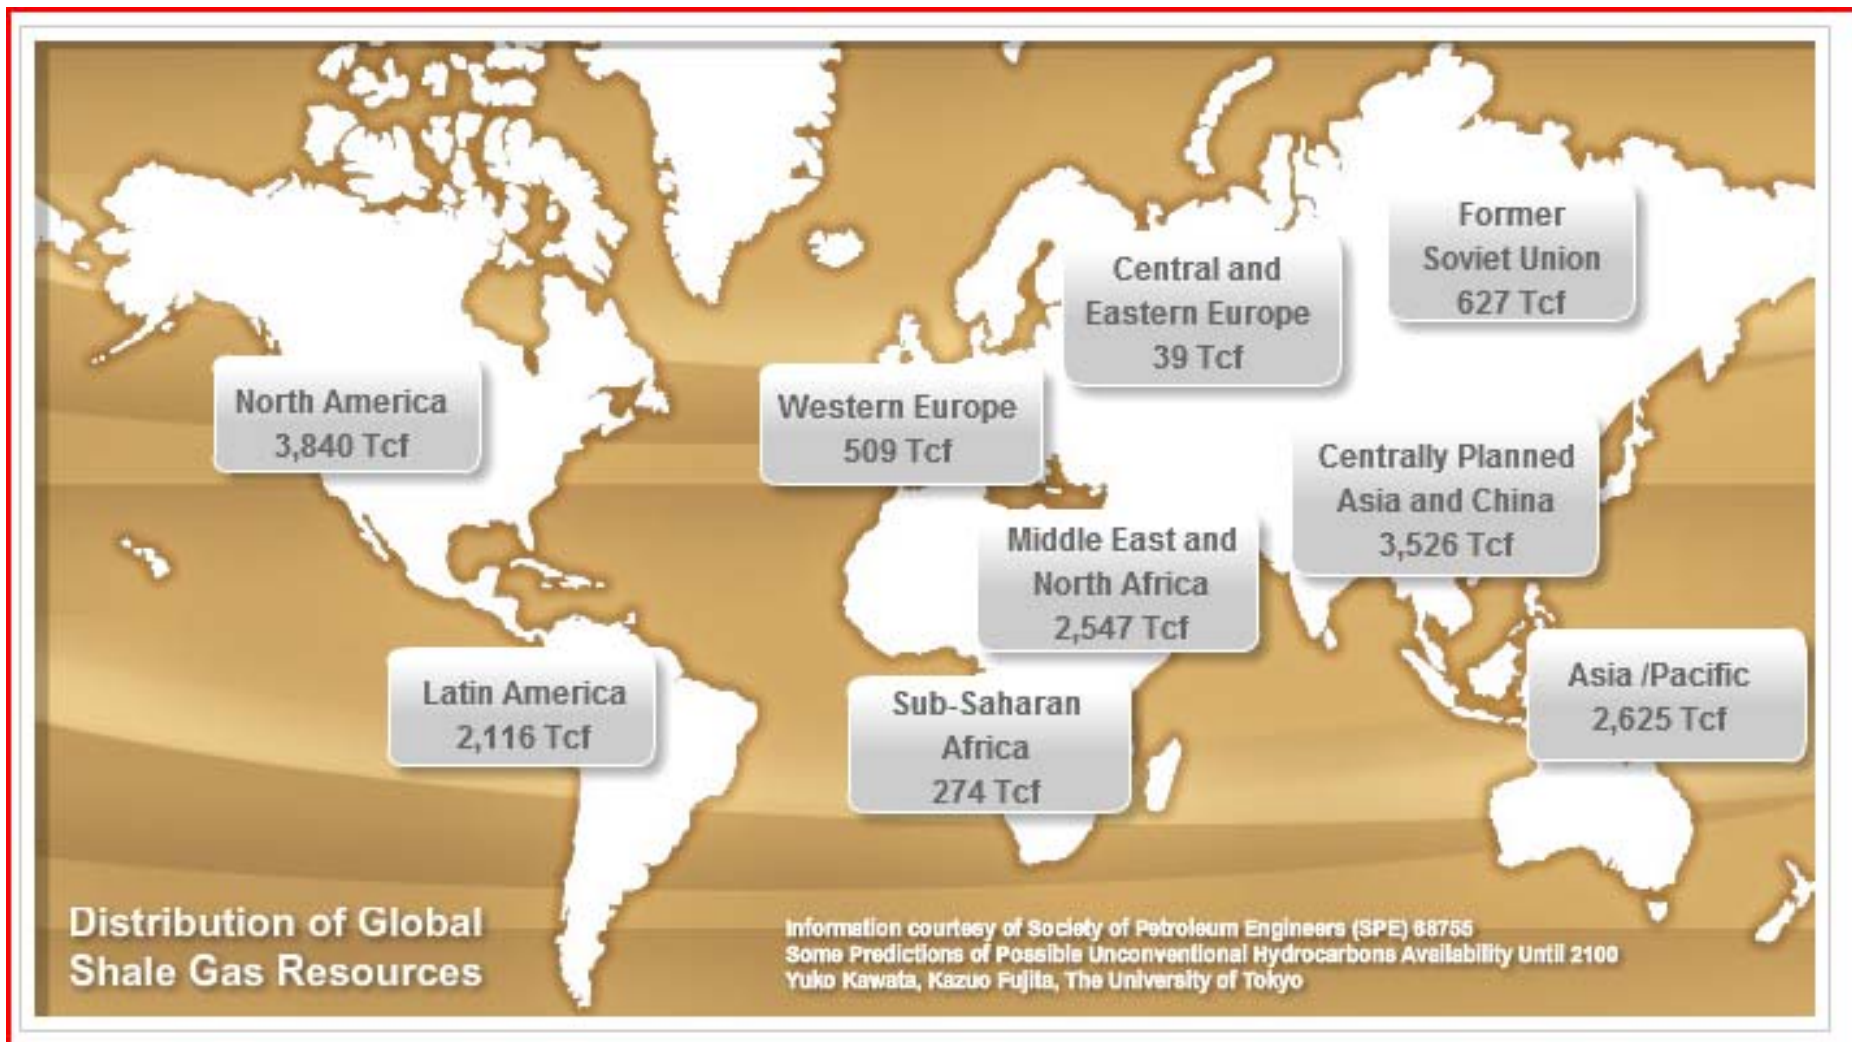 Former
Soviet Union
627 Tcf
Central and
Eastern Europe
39 Tcf
North America
3,840 Tcf
Western Europe
509 Tcf
Centrally Planned
Asia and China
3,526 Tcf
Middle East and
North Africa
2,547 Tcf
Latin America
2,116 Tcf
Sub-Saharan
Africa
274 Tcf
Asia /Pacific
2,625 Tcf
Distribution of Global
Shale Gas Resources
Information courtesy of Society of Petroleum Engineers (SPE) 68755
Some Predictions of Possible Unconventional Hydrocarbons Availability Until 2100
Yuko Kawata, Kazuo Fujita, The University of Tokyo